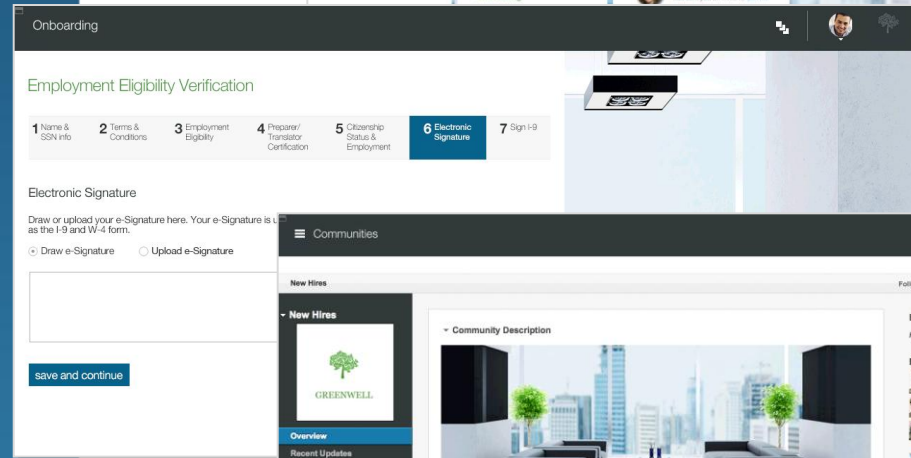 Onboarding
Employment Eligibility Verification
1 Name &
SSN info
2 Terms &
Conditions
3 Employment
Eligibility
4 Preparer/
Translator
Certification
5 Citizenship
Status &
Employment
6 Electronic
Signature
7 Sign I-9
Electronic Signature
Draw or upload your e-Signature here. Your e-Signature is
as the I-9 and W-4 form.
Draw e-Signature
Upload e-Signature
save and continue
Communities
New Hires
New Hires
GREENWELL
Overview
Recent Updates
Community Description